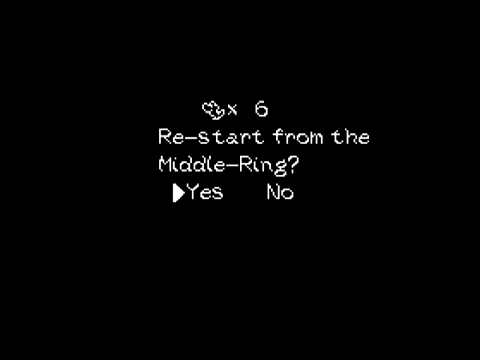 × 6
Re-start from the
Middle-Ring?
Yes No